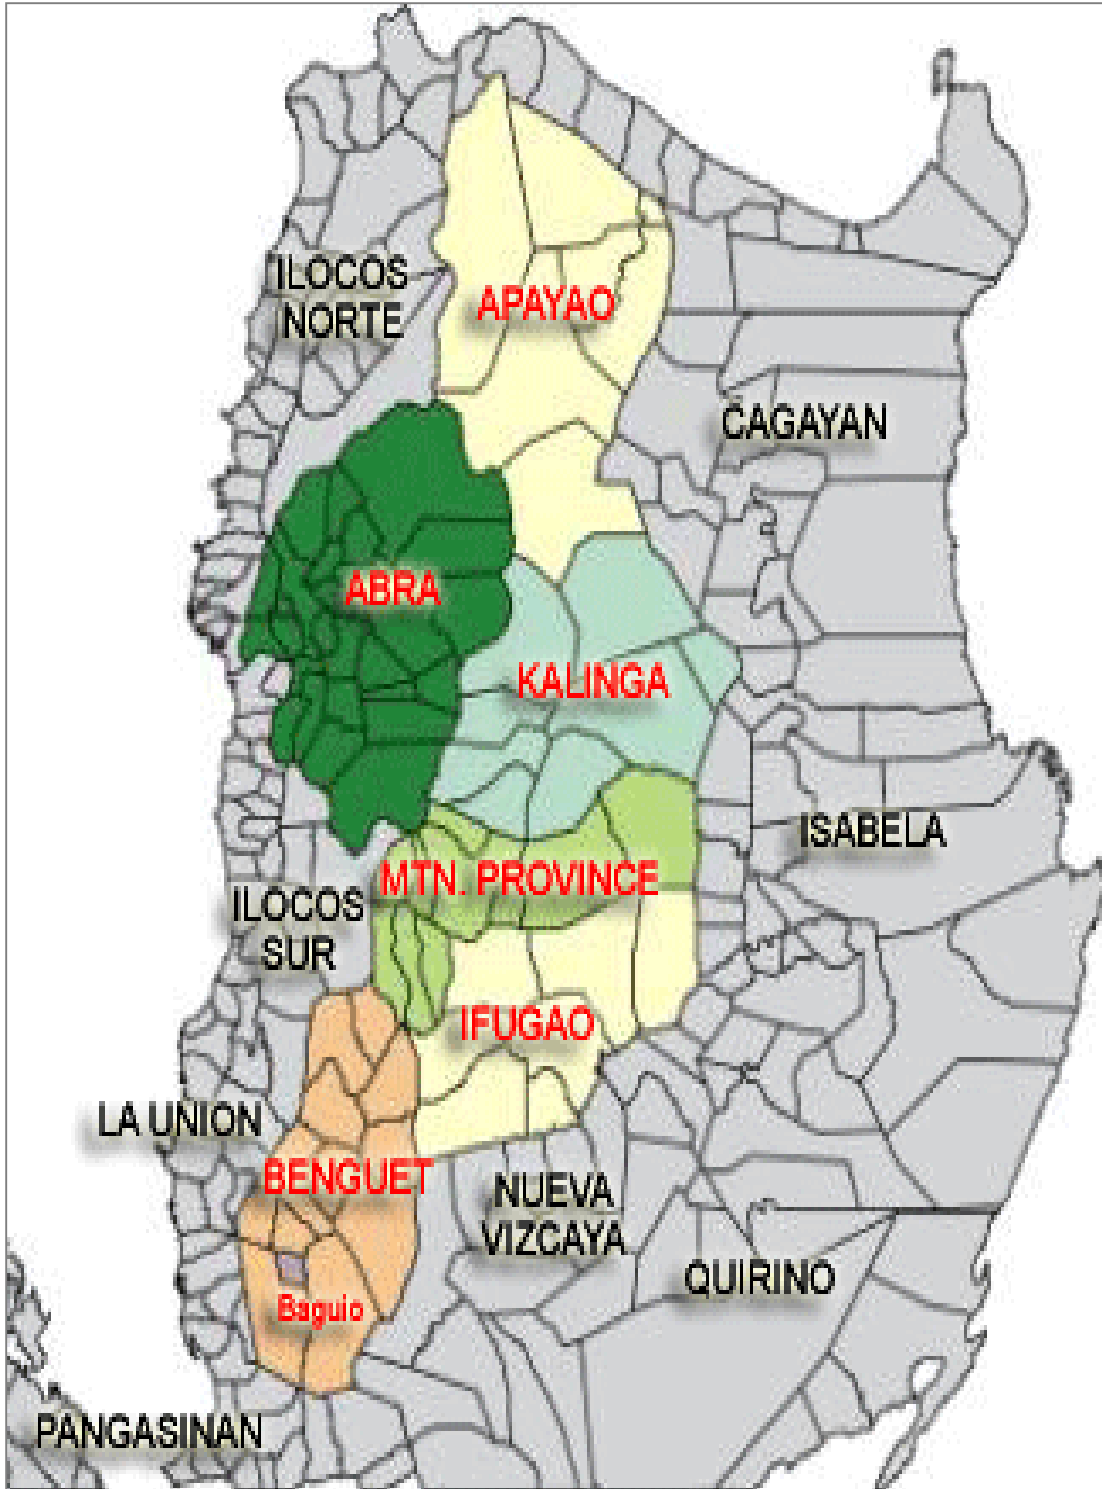 ILOCOS
NORTE
APAYAO
CAGAYAN
ABRA
KALINGA
ISABELA
MTN. PROVINCE
ILOCOS
SUR
IFUGAO
LA UNION
BENGUET
NUEVA
VIZCAYA
QUIRINO
Baguio
PANGASINAN